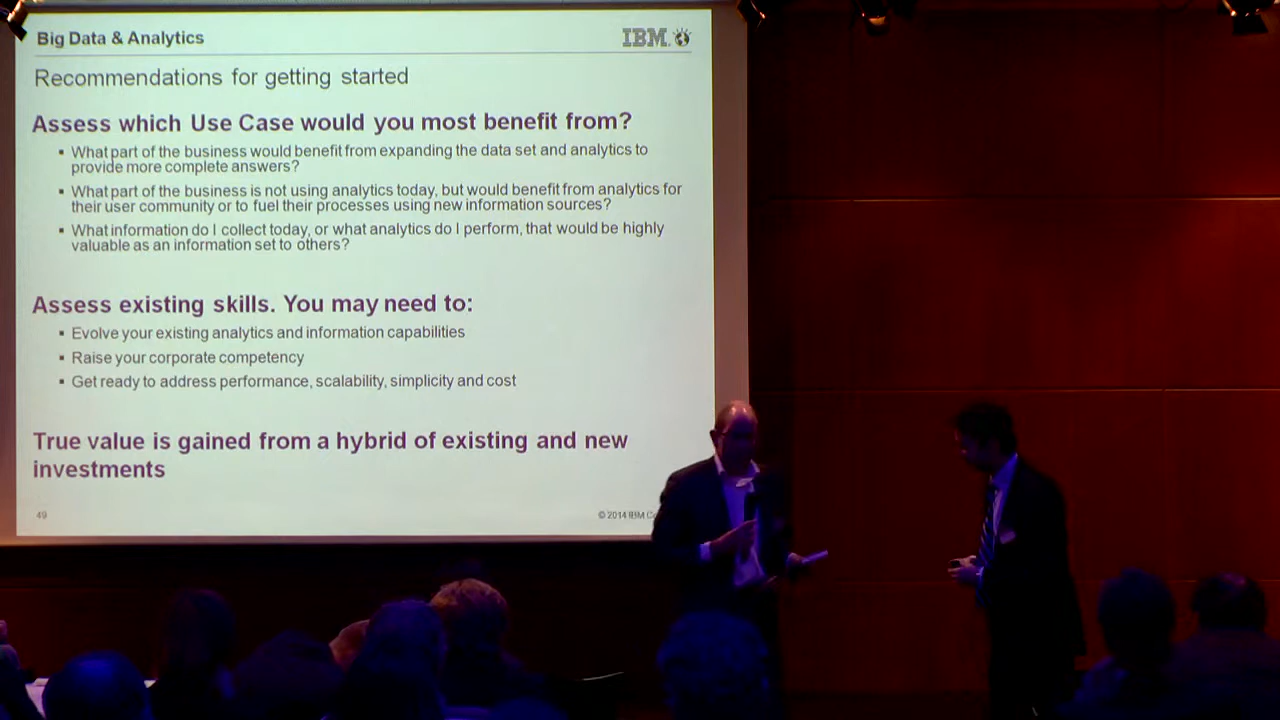 Big Data & Analytics
IBM
Recommendations for getting started
Assess which Use Case would you most benefit from?
▪ What part of the business would benefit from expanding the data set and analytics to
provide more complete answers?
▪ What part of the business is not using analytics today, but would benefit from analytics for
their user community or to fuel their processes using new information sources?
▪ What information do I collect today, or what analytics do I perform, that would be highly
valuable as an information set to others?
Assess existing skills. You may need to:
▪ Evolve your existing analytics and information capabilities
▪ Raise your corporate competency
▪ Get ready to address performance, scalability, simplicity and cost
True value is gained from a hybrid of existing and new
investments
49
© 2014 IBM